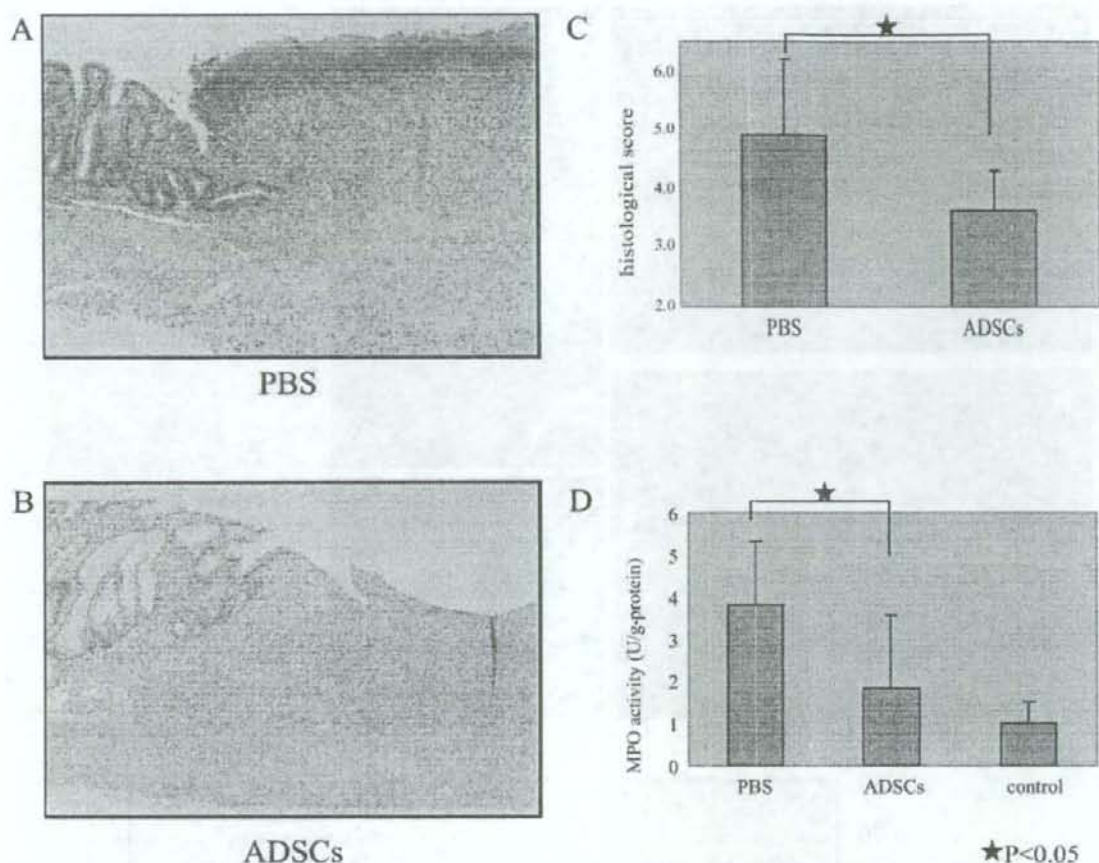 A
PBS
B
ADSCs
C
★
histological score
6.0
5.0
4.0
3.0
2.0
PBS
ADSCs
D
★
MPO activity (U/g-protein)
6
5
4
3
2
1
0
PBS
ADSCs
control
★P<0.05